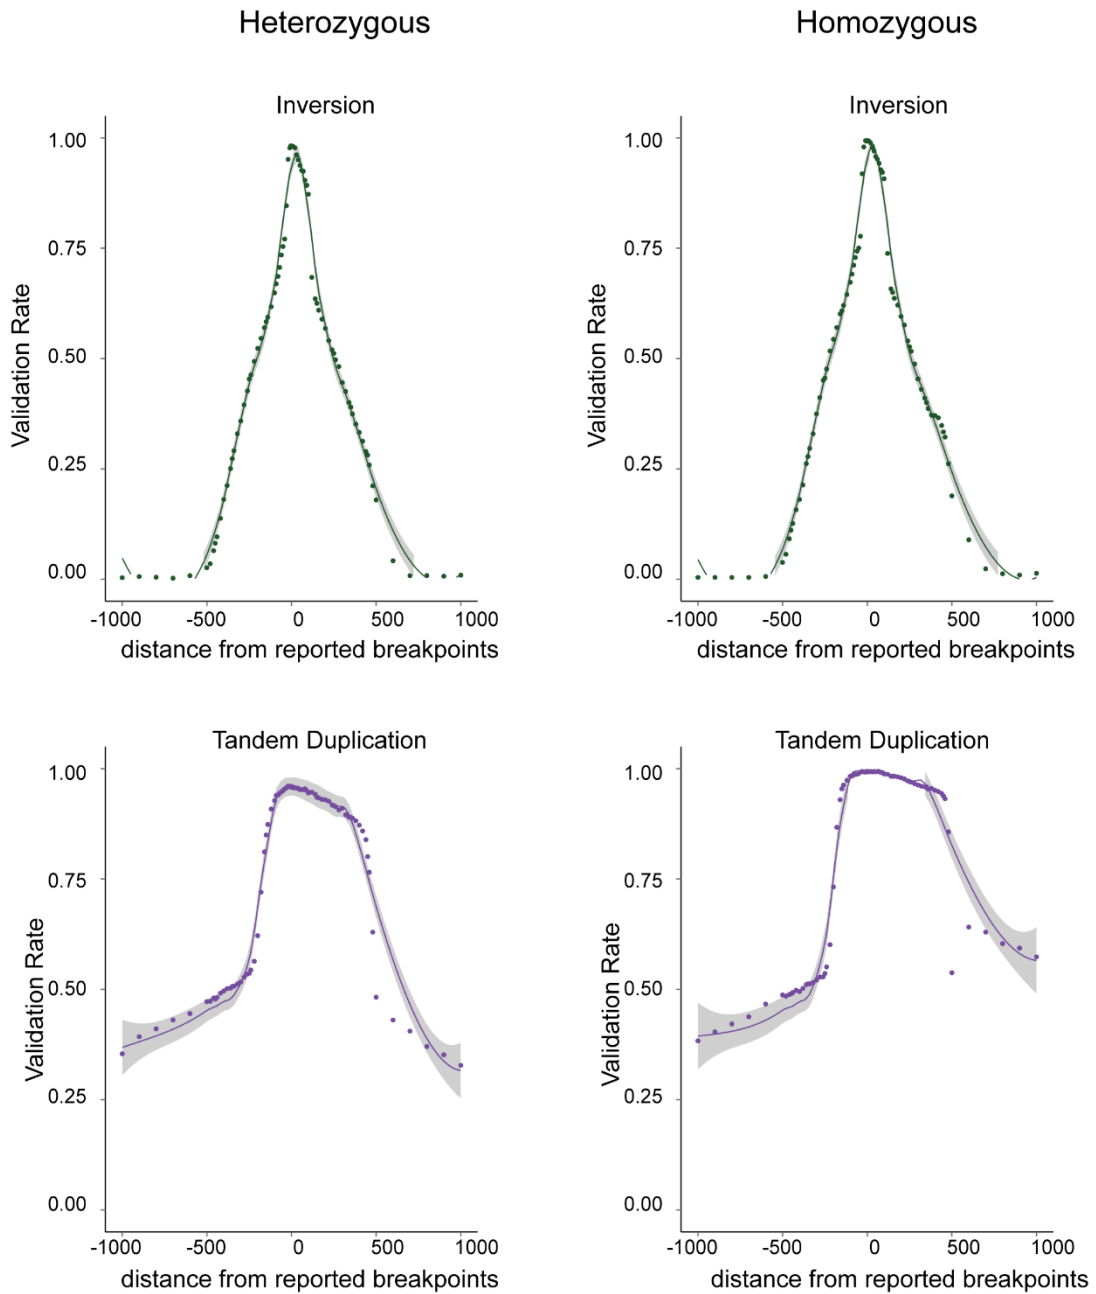 Heterozygous
Homozygous
Inversion
Inversion
1.00
0.75
0.50
0.25
0.00
Validation Rate
-1000
-500
0
500
1000
distance from reported breakpoints
1.00
0.75
0.50
0.25
0.00
Validation Rate
-1000
-500
0
500
1000
distance from reported breakpoints
Tandem Duplication
Tandem Duplication
1.00
0.75
0.50
0.25
0.00
Validation Rate
-1000
-500
0
500
1000
distance from reported breakpoints
1.00
0.75
0.50
0.25
0.00
Validation Rate
-1000
-500
0
500
1000
distance from reported breakpoints